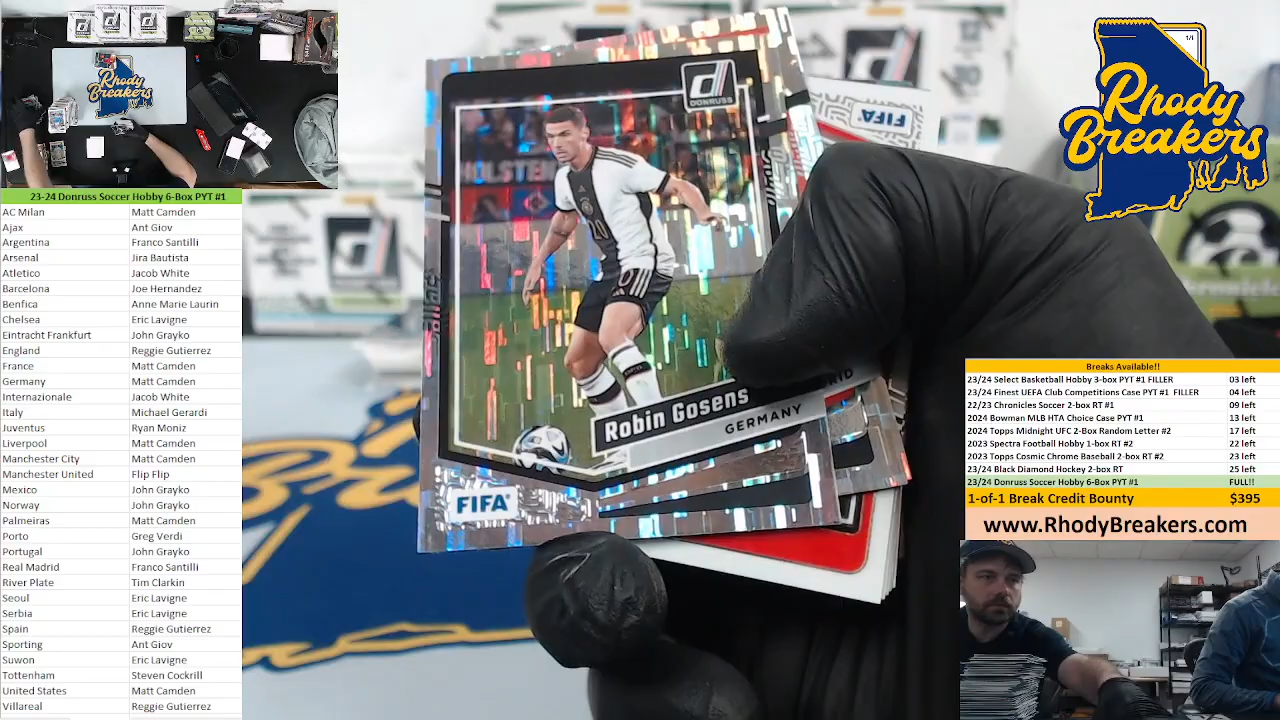 23-24 Donruss Soccer Hobby 6-Box PYT #1
AC Milan Matt Camden
Ajax Ant Giov
Argentina Franco Santilli
Arsenal Jira Bautista
Atletico Jacob White
Barcelona Joe Hernandez
Benfica Anne Marie Laurin
Chelsea Eric Lavigne
Eintracht Frankfurt John Grayko
England Reggie Gutierrez
France Matt Camden
Germany Matt Camden
Internazionale Jacob White
Italy Michael Gerardi
Juventus Ryan Moniz
Liverpool Matt Camden
Manchester City Matt Camden
Manchester United Flip Flip
Mexico John Grayko
Norway John Grayko
Palmeiras Matt Camden
Porto Greg Verdi
Portugal John Grayko
Real Madrid Franco Santilli
River Plate Tim Clarkin
Seoul Eric Lavigne
Serbia Eric Lavigne
Spain Reggie Gutierrez
Sporting Ant Giov
Suwon Eric Lavigne
Tottenham Steven Cockrill
United States Matt Camden
Villareal Reggie Gutierrez
Rhody
Breakers
DONRUSS
HOLSTEN
Robin Gosens
GERMANY
FIFA
FIFA
1/1
Rhody
Breakers
Breaks Available!!
23/24 Select Basketball Hobby 3-box PYT #1 FILLER 03 left
23/24 Finest UEFA Club Competitions Case PYT #1 FILLER 04 left
22/23 Chronicles Soccer 2-box RT #1 09 left
2024 Bowman MLB HTA Choice Case PYT #1 13 left
2024 Topps Midnight UFC 2-Box Random Letter #2 17 left
2023 Spectra Football Hobby 1-box RT #2 22 left
2023 Topps Cosmic Chrome Baseball 2-box RT #2 23 left
23/24 Black Diamond Hockey 2-box RT 25 left
23/24 Donruss Soccer Hobby 6-Box PYT #1 FULL!!
1-of-1 Break Credit Bounty $395
www.RhodyBreakers.com